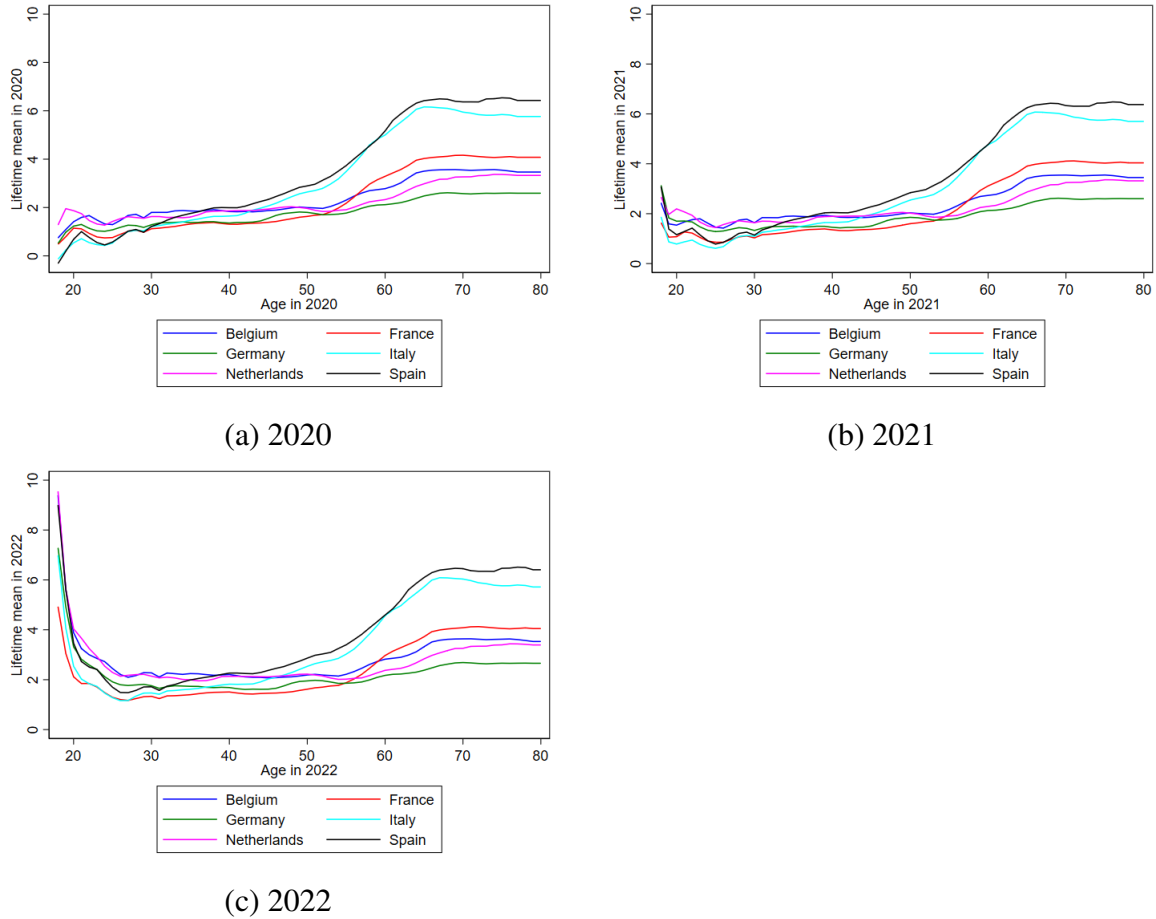 Lifetime mean in 2020
10
8
6
4
2
0
20 30 40 50 60 70 80
Age in 2020
Belgium France
Germany Italy
Netherlands Spain
(a) 2020
Lifetime mean in 2021
10
8
6
4
2
0
20 30 40 50 60 70 80
Age in 2021
Belgium France
Germany Italy
Netherlands Spain
(b) 2021
Lifetime mean in 2022
10
8
6
4
2
0
20 30 40 50 60 70 80
Age in 2022
Belgium France
Germany Italy
Netherlands Spain
(c) 2022